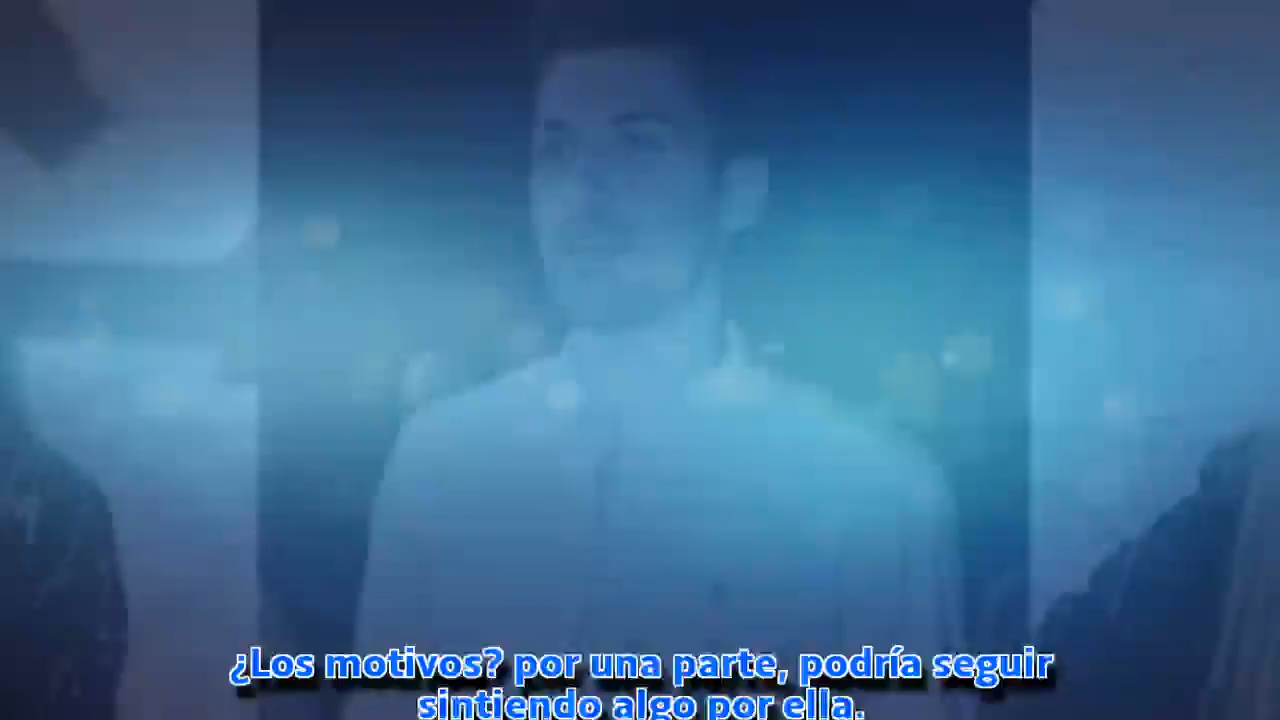 ¿Los motivos? por una parte, podría seguir
sintiendo algo por ella.